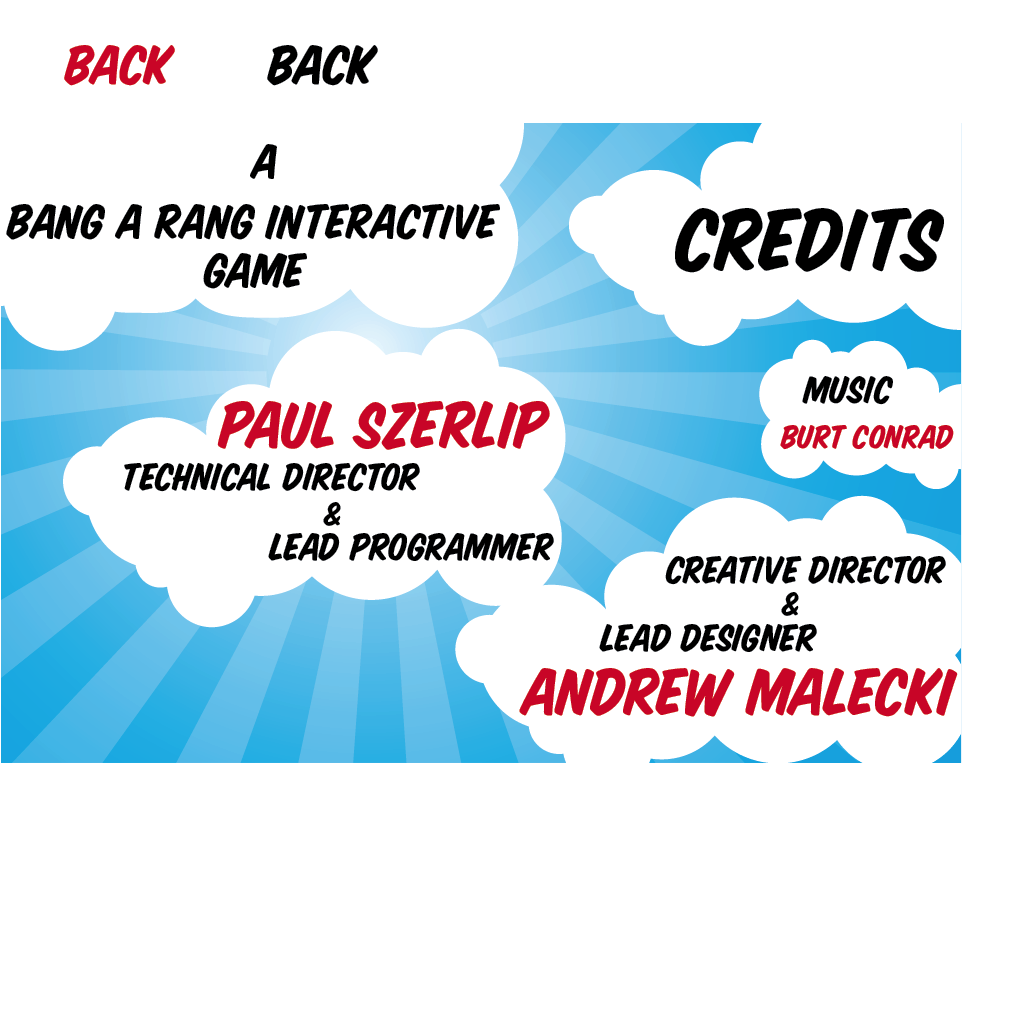 BACK
BACK
A
BANG A RANG INTERACTIVE
GAME
CREDITS
MUSIC
BURT CONRAD
PAUL SZERLIP
TECHNICAL DIRECTOR
&
LEAD PROGRAMMER
CREATIVE DIRECTOR
&
LEAD DESIGNER
ANDREW MALECKI